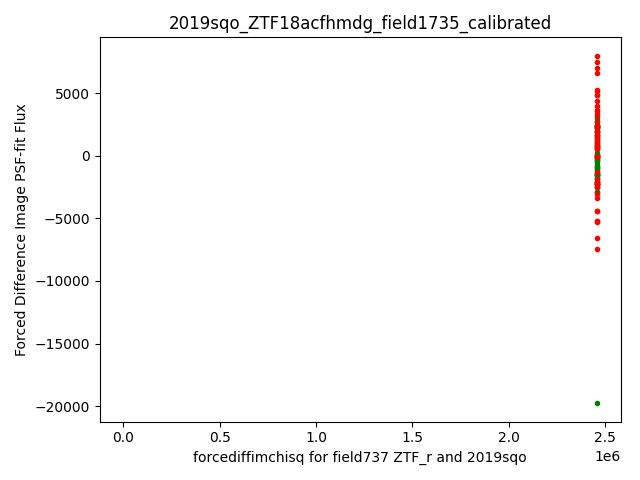 2019sqo_ZTF18acfhmdg_field1735_calibrated
Forced Difference Image PSF-fit Flux
5000
0
−5000
−10000
−15000
−20000
0.0 0.5 1.0 1.5 2.0 2.5
1e6
forcediffimchisq for field737 ZTF_r and 2019sqo